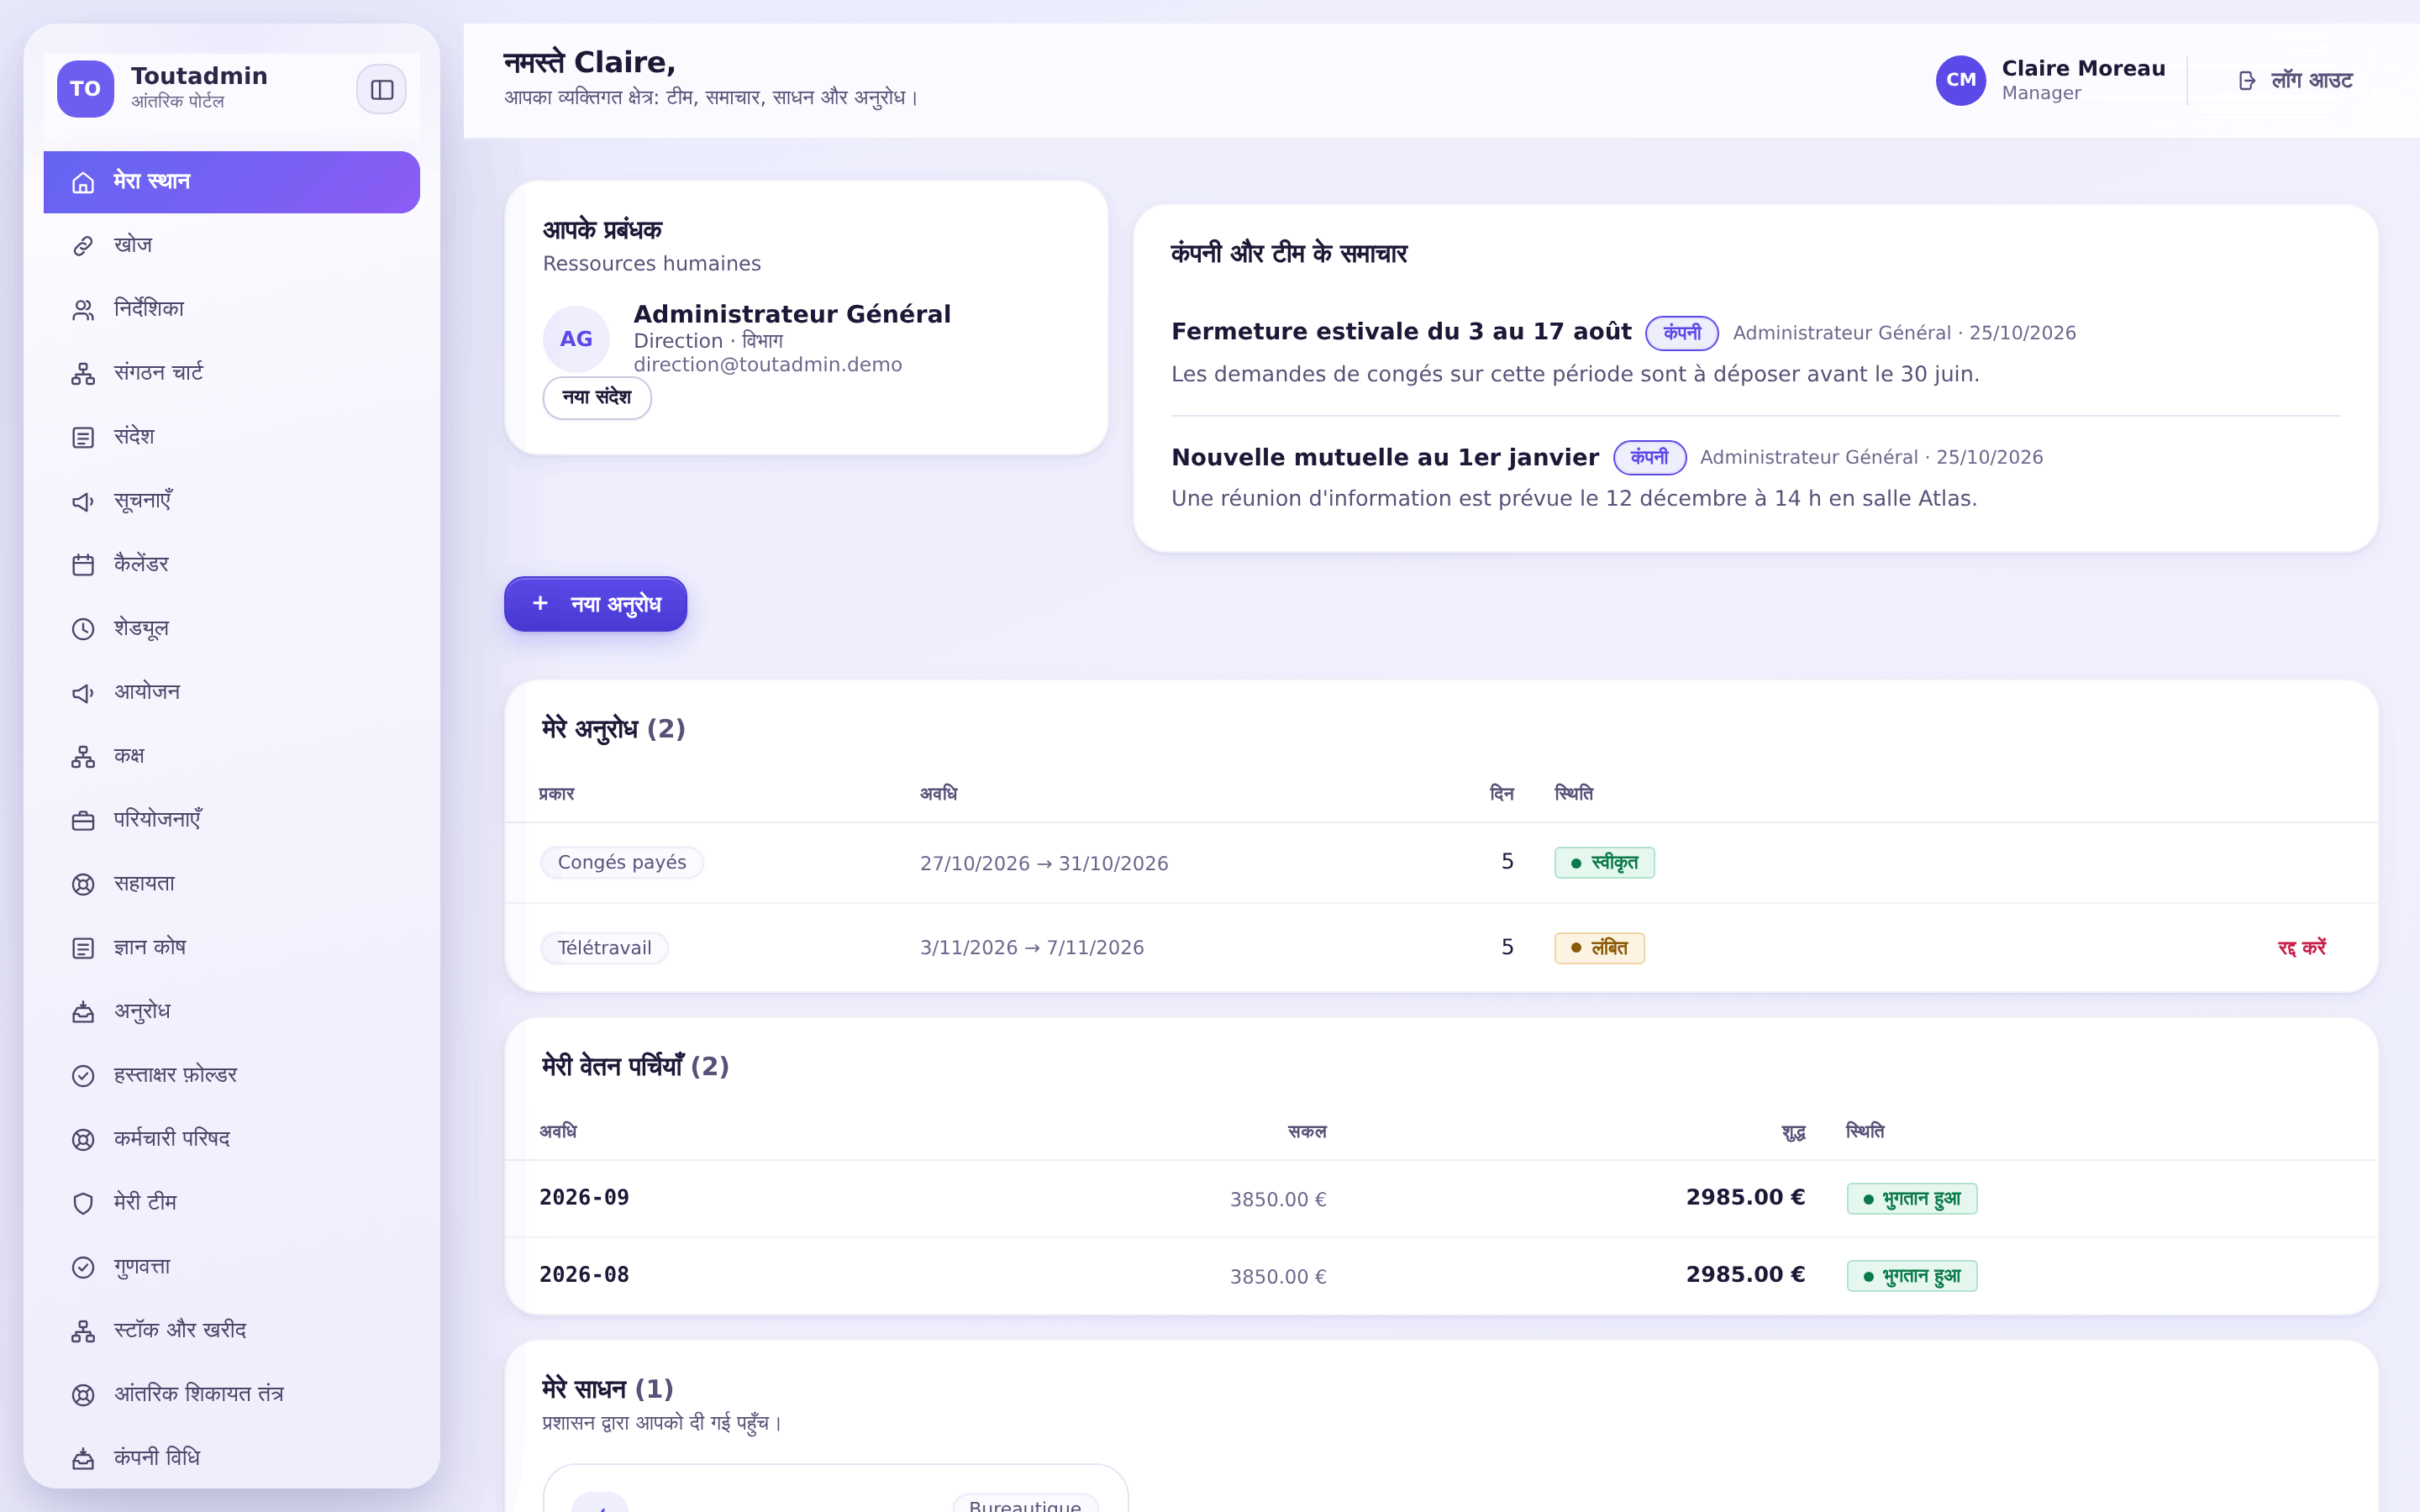 TO
Toutadmin
आंतरिक पोर्टल
मेरा स्थान
खोज
निर्देशिका
संगठन चार्ट
संदेश
सूचनाएँ
कैलेंडर
शेड्यूल
आयोजन
कक्ष
परियोजनाएँ
सहायता
ज्ञान कोष
अनुरोध
हस्ताक्षर फ़ोल्डर
कर्मचारी परिषद
मेरी टीम
गुणवत्ता
स्टॉक और खरीद
आंतरिक शिकायत तंत्र
कंपनी विधि
नमस्ते Claire,
आपका व्यक्तिगत क्षेत्र: टीम, समाचार, साधन और अनुरोध।
CM
Claire Moreau
Manager
लॉग आउट
आपके प्रबंधक
Ressources humaines
AG
Administrateur Général
Direction · विभाग
direction@toutadmin.demo
नया संदेश
कंपनी और टीम के समाचार
Fermeture estivale du 3 au 17 août कंपनी Administrateur Général · 25/10/2026
Les demandes de congés sur cette période sont à déposer avant le 30 juin.
Nouvelle mutuelle au 1er janvier कंपनी Administrateur Général · 25/10/2026
Une réunion d'information est prévue le 12 décembre à 14 h en salle Atlas.
+ नया अनुरोध
मेरे अनुरोध (2)
प्रकार अवधि दिन स्थिति
Congés payés 27/10/2026 → 31/10/2026 5 स्वीकृत
Télétravail 3/11/2026 → 7/11/2026 5 लंबित रद्द करें
मेरी वेतन पर्चियाँ (2)
अवधि सकल शुद्ध स्थिति
2026-09 3850.00 € 2985.00 € भुगतान हुआ
2026-08 3850.00 € 2985.00 € भुगतान हुआ
मेरे साधन (1)
प्रशासन द्वारा आपको दी गई पहुँच।
Bureautique